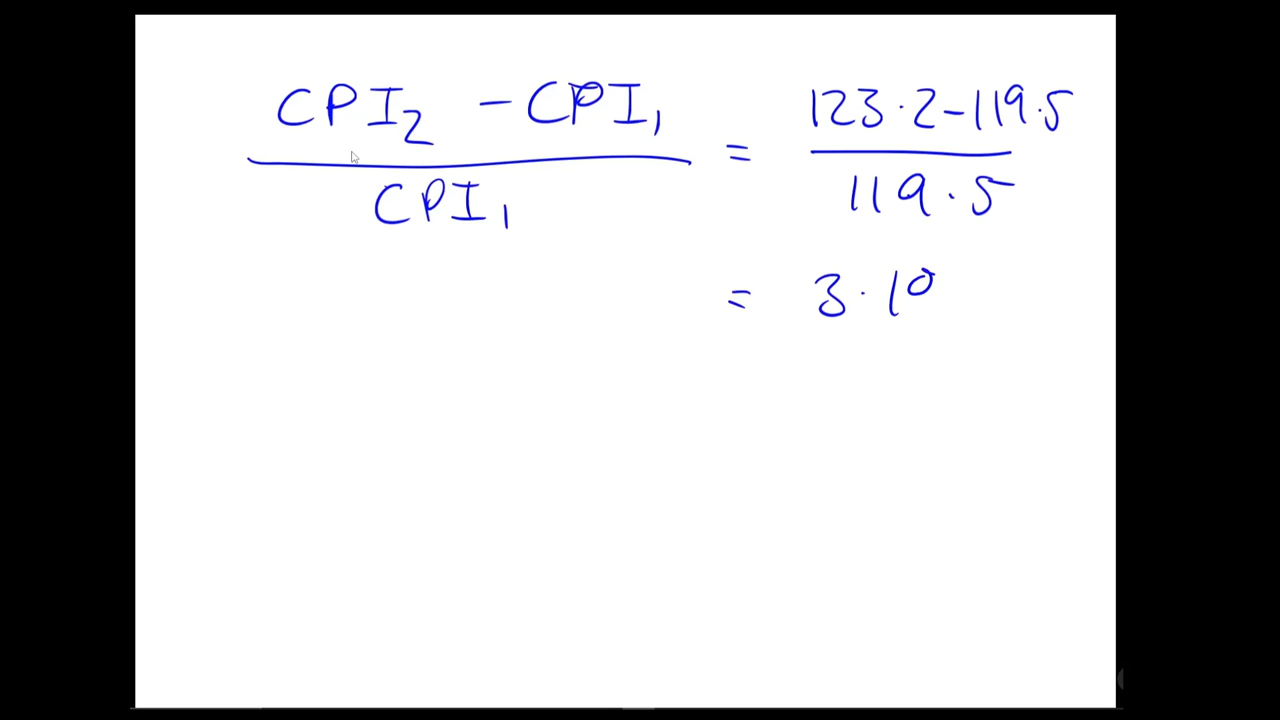 CPI₂ - CPI₁ = 123.2-119.5
CPI₁ 119.5
= 3.10